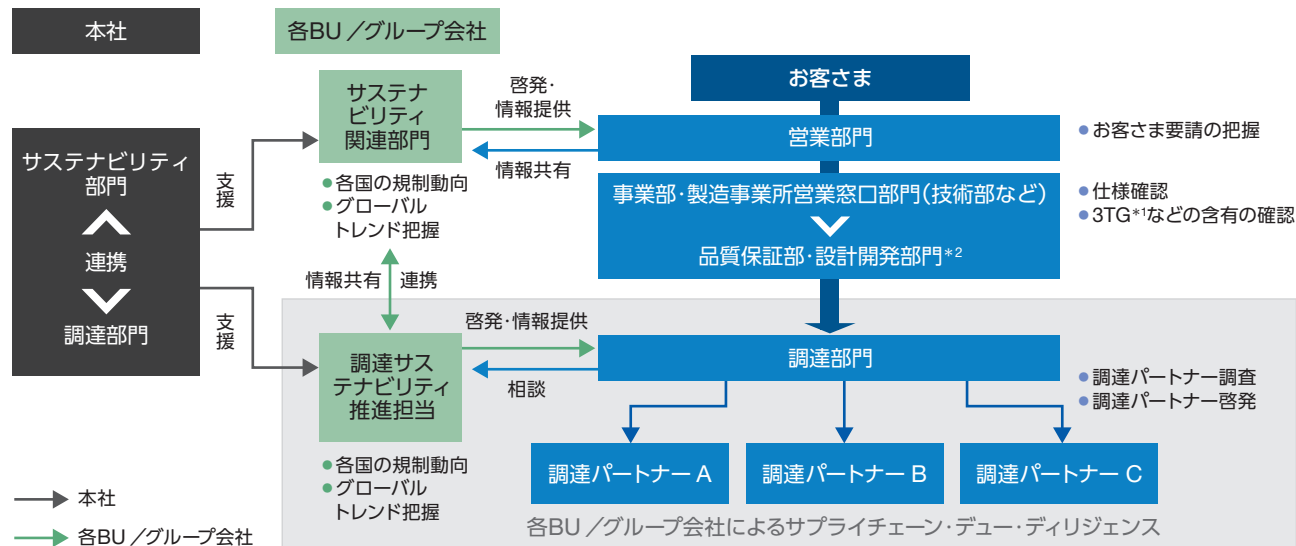 本社
各BU／グループ会社
お客さま
サステナビリティ
部門
連携
調達部門
支援
支援
サステナ
ビリティ
関連部門
●各国の規制動向
●グローバル
トレンド把握
啓発・
情報提供
情報共有
営業部門
●お客さま要請の把握
事業部・製造事業所営業窓口部門（技術部など）
品質保証部・設計開発部門*2
●仕様確認
●3TG*1などの含有の確認
情報共有
連携
調達サス
テナビリティ
推進担当
●各国の規制動向
●グローバル
トレンド把握
啓発・情報提供
相談
調達部門
●調達パートナー調査
●調達パートナー啓発
調達パートナー A
調達パートナー B
調達パートナー C
各BU／グループ会社によるサプライチェーン・デュー・ディリジェンス
本社
各BU／グループ会社